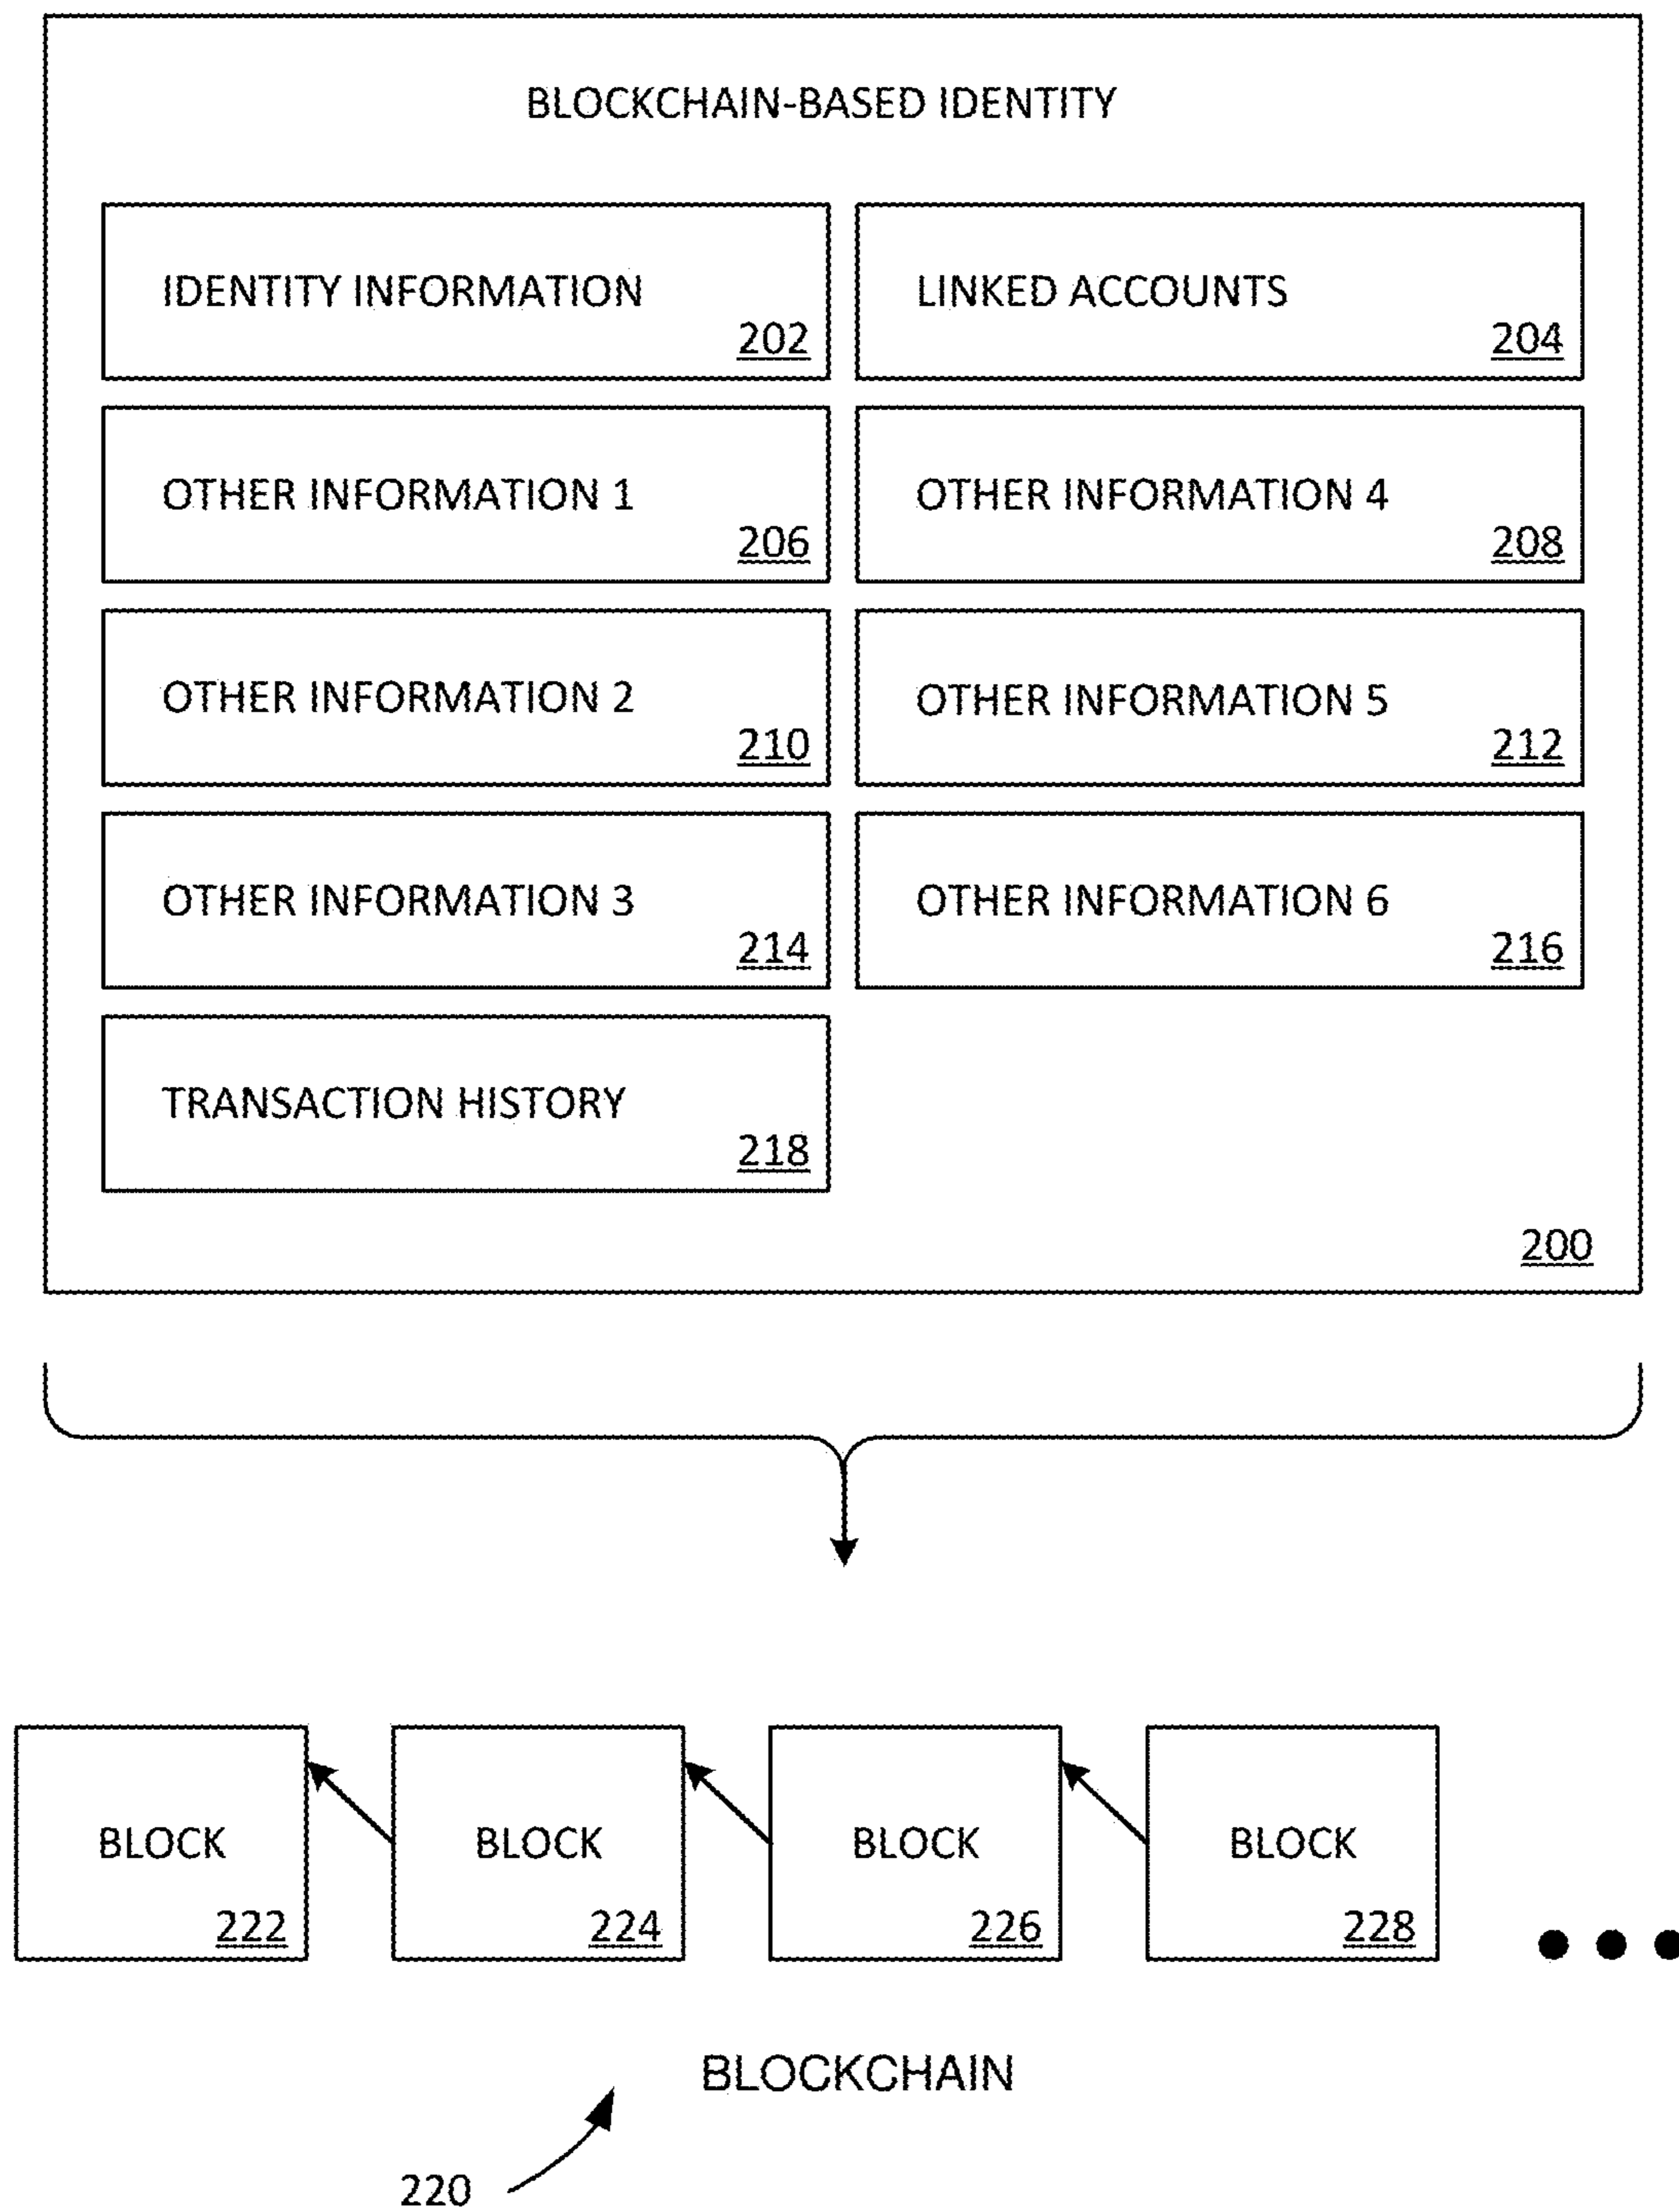 BLOCKCHAIN-BASED IDENTITY
IDENTITY INFORMATION
202
LINKED ACCOUNTS
204
OTHER INFORMATION 1
206
OTHER INFORMATION 4
208
OTHER INFORMATION 2
210
OTHER INFORMATION 5
212
OTHER INFORMATION 3
214
OTHER INFORMATION 6
216
TRANSACTION HISTORY
218
200
BLOCK
222
BLOCK
224
BLOCK
226
BLOCK
228
BLOCKCHAIN
220